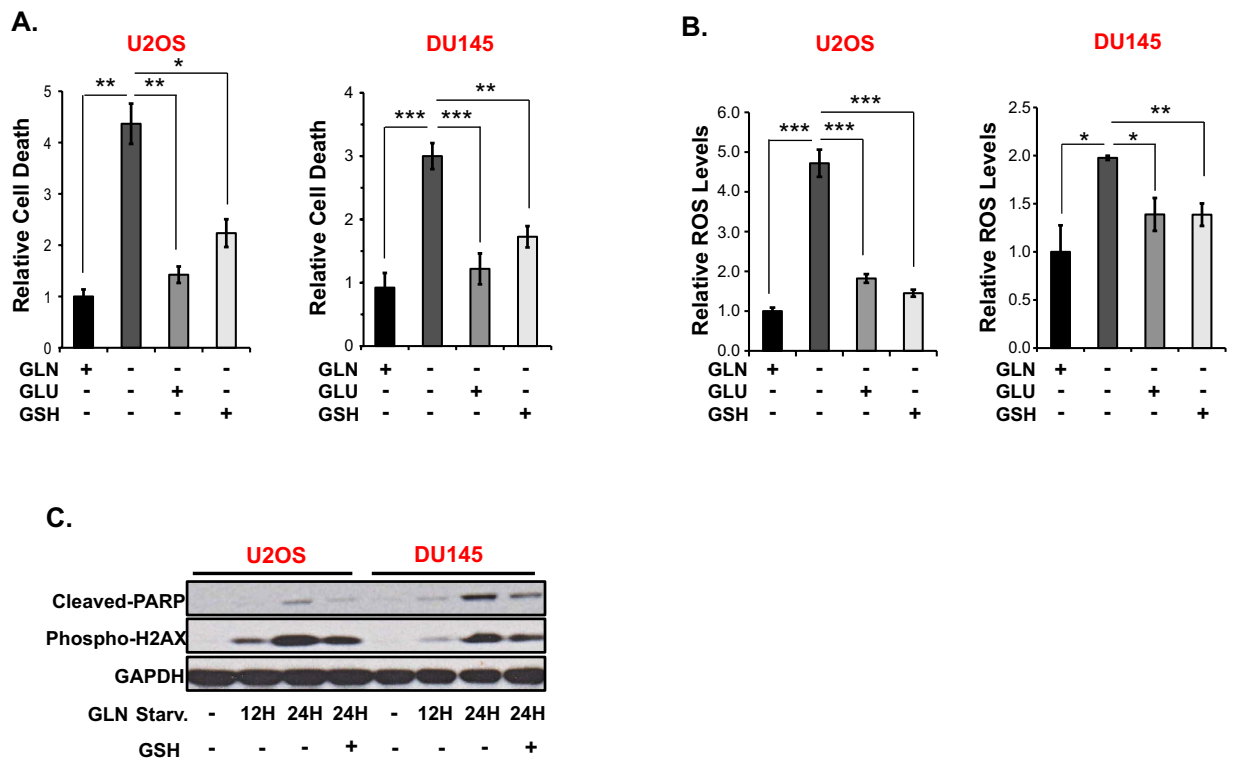 A.
U2OS
DU145
Relative Cell Death
5
4
3
2
1
0
** ** *
Relative Cell Death
4
3
2
1
0
*** *** **
GLN + - - -
GLU - - + -
GSH - - - +
GLN + - - -
GLU - - + -
GSH - - - +
B.
U2OS
DU145
Relative ROS Levels
6.0
5.0
4.0
3.0
2.0
1.0
0.0
*** *** ***
Relative ROS Levels
2.5
2.0
1.5
1.0
0.5
0.0
* * **
GLN + - - -
GLU - - + -
GSH - - - +
GLN + - - -
GLU - - + -
GSH - - - +
C.
U2OS DU145
Cleaved-PARP
Phospho-H2AX
GAPDH
GLN Starv. - 12H 24H 24H - 12H 24H 24H
GSH - - - + - - - +